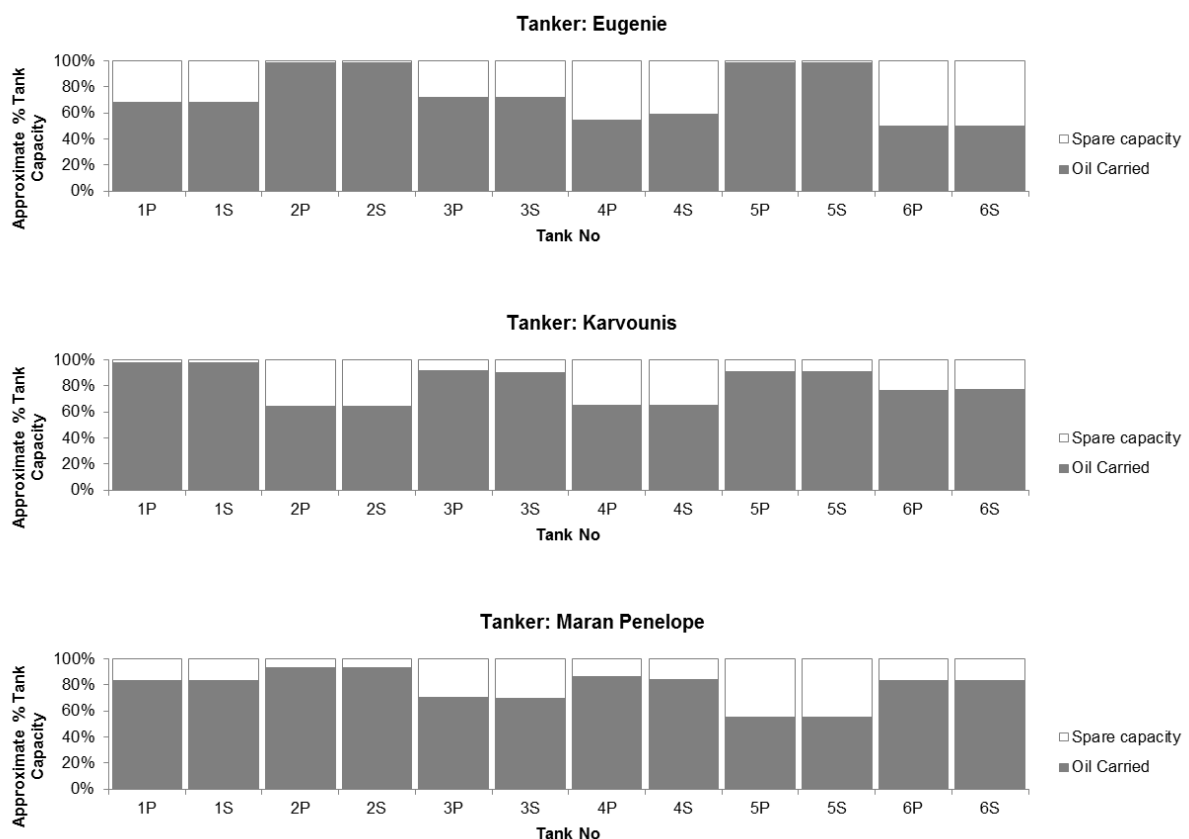 Tanker: Eugenie
Approximate % Tank
Capacity
100%
80%
60%
40%
20%
0%
1P 1S 2P 2S 3P 3S 4P 4S 5P 5S 6P 6S
Tank No
Spare capacity
Oil Carried
Tanker: Karvounis
Approximate % Tank
Capacity
100%
80%
60%
40%
20%
0%
1P 1S 2P 2S 3P 3S 4P 4S 5P 5S 6P 6S
Tank No
Spare capacity
Oil Carried
Tanker: Maran Penelope
Approximate % Tank
Capacity
100%
80%
60%
40%
20%
0%
1P 1S 2P 2S 3P 3S 4P 4S 5P 5S 6P 6S
Tank No
Spare capacity
Oil Carried